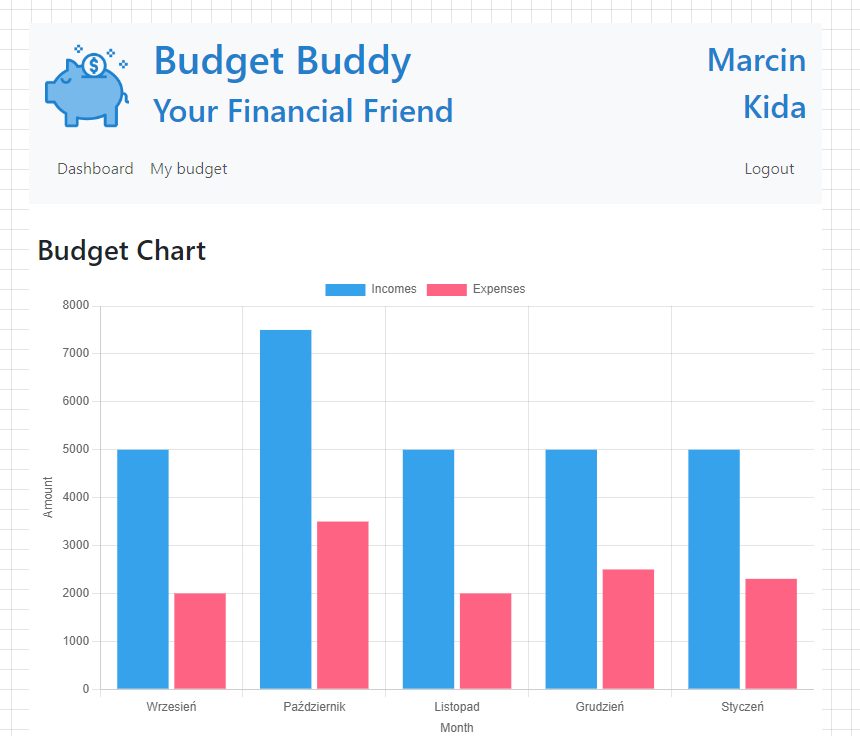 $
Budget Buddy
Your Financial Friend
Marcin
Kida
Dashboard My budget Logout
Budget Chart
Incomes Expenses
8000
7000
6000
5000
4000
3000
2000
1000
0
Amount
Wrzesień Październik Listopad Grudzień Styczeń
Month